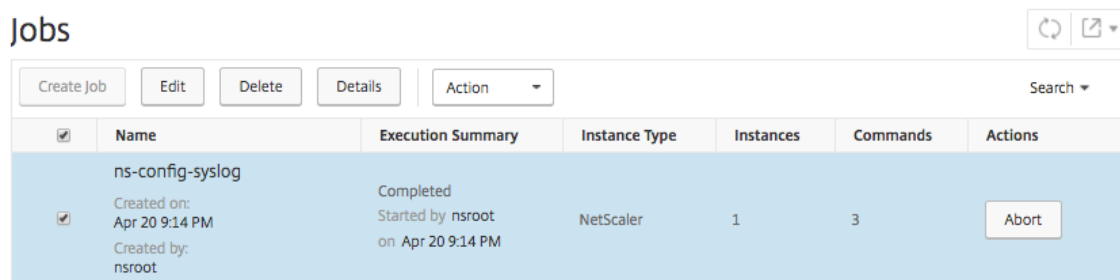 Jobs
Create Job Edit Delete Details Action Search
Name Execution Summary Instance Type Instances Commands Actions
ns-config-syslog
Created on:
Apr 20 9:14 PM
Created by:
nsroot
Completed
Started by nsroot
on Apr 20 9:14 PM
NetScaler 1 3 Abort